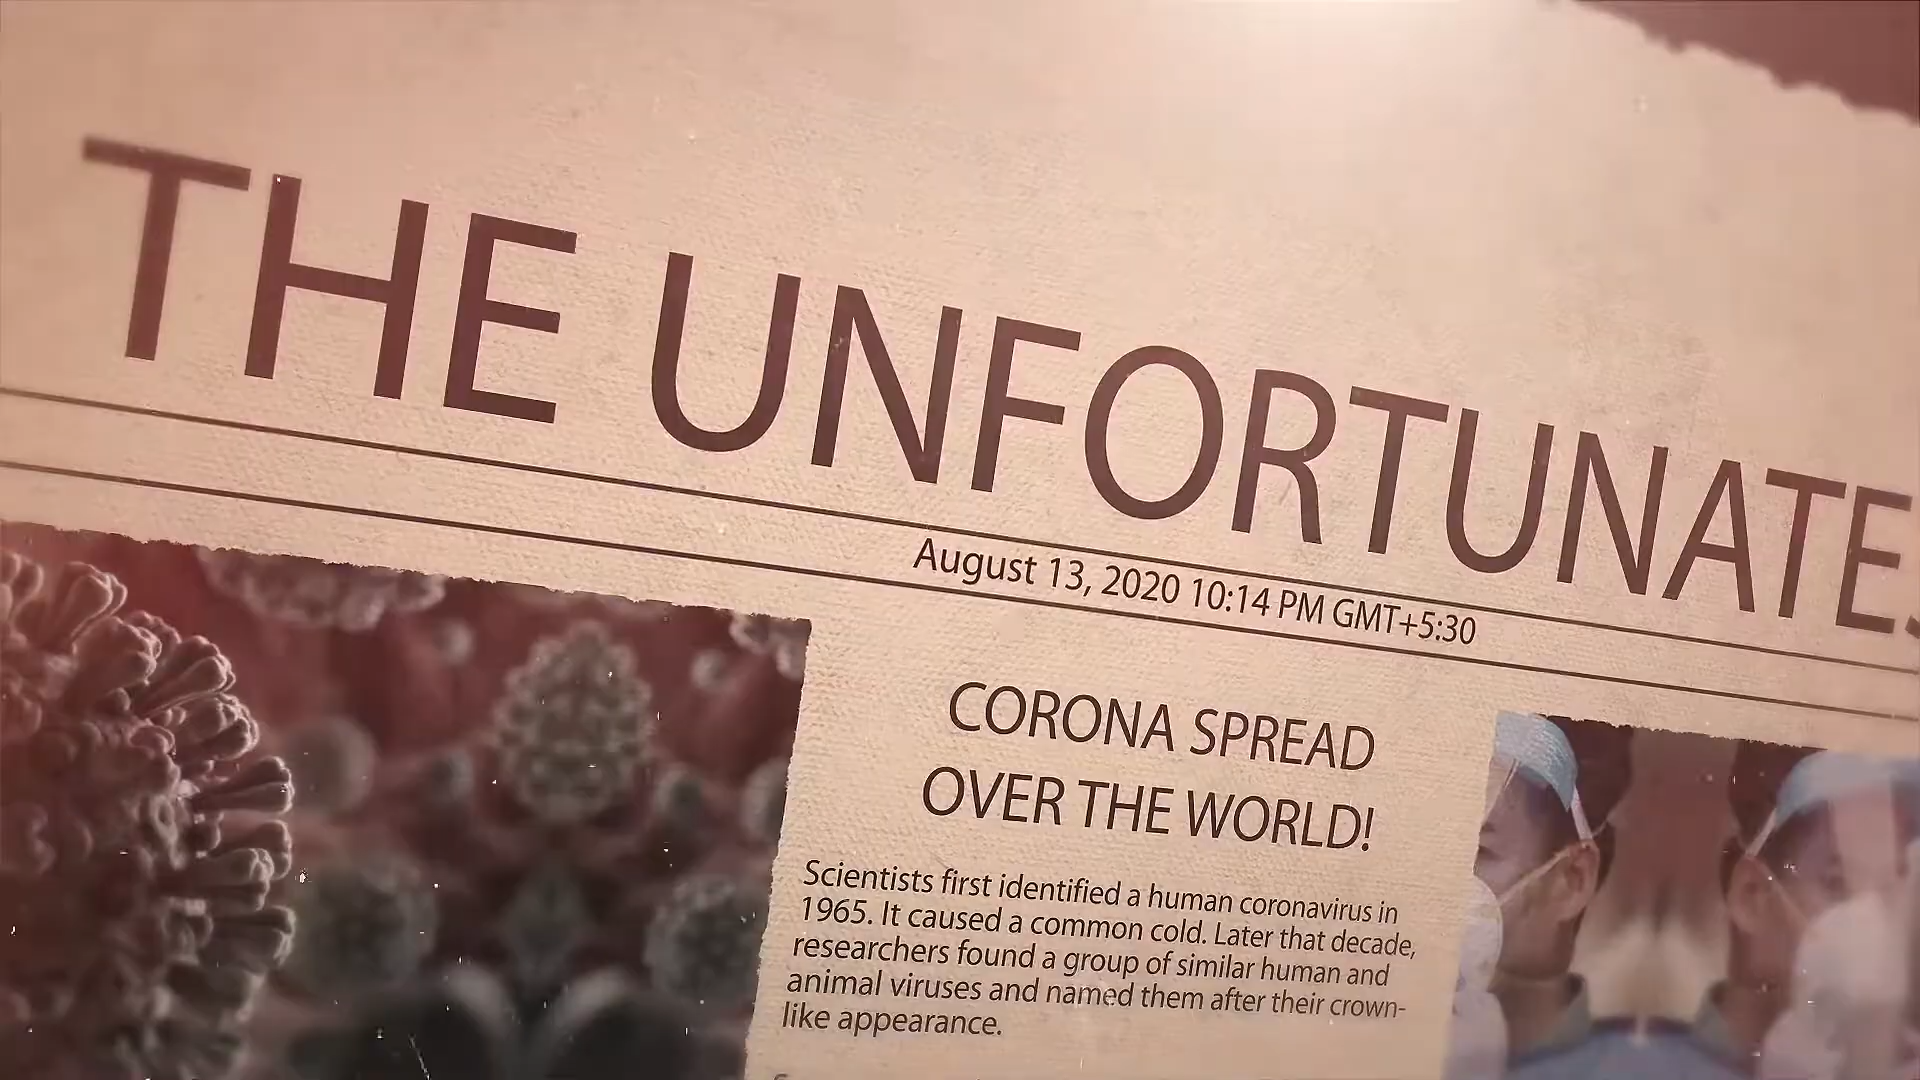 THE UNFORTUNATES
August 13, 2020 10:14 PM GMT+5:30
CORONA SPREAD
OVER THE WORLD!
Scientists first identified a human coronavirus in
1965. It caused a common cold. Later that decade,
researchers found a group of similar human and
animal viruses and named them after their crown-
like appearance.